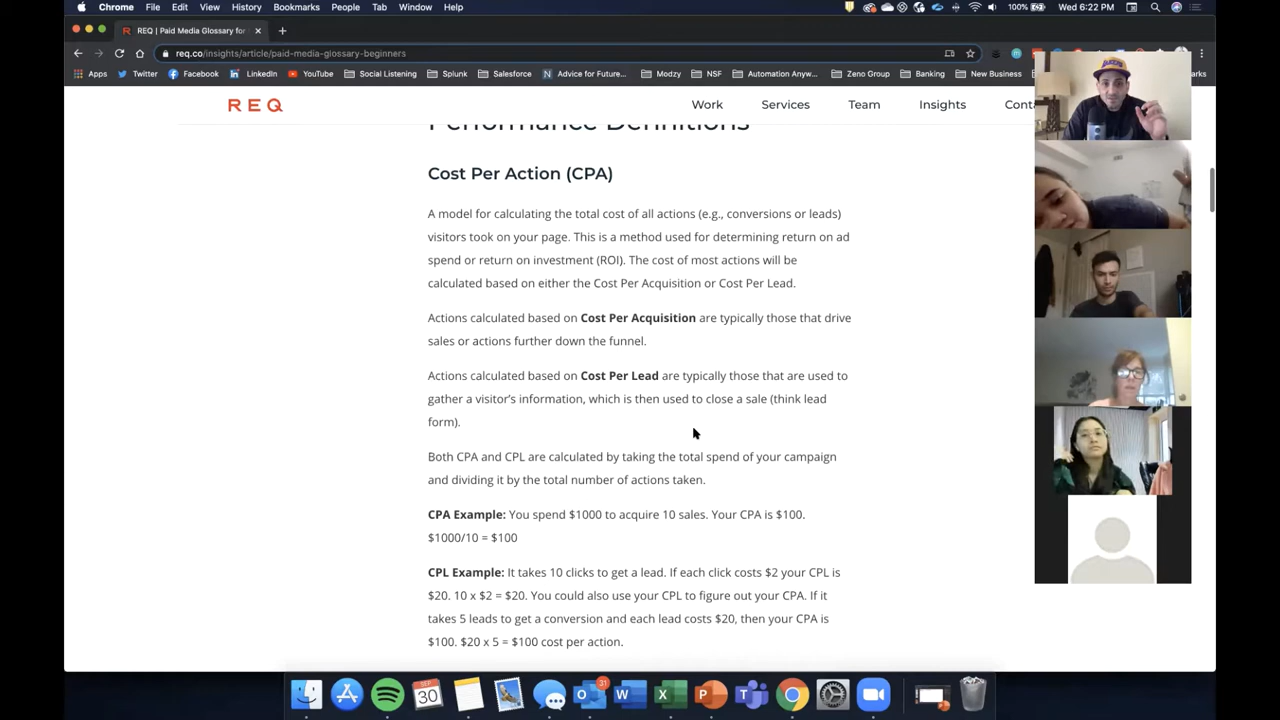 Chrome File Edit View History Bookmarks People Tab Window Help 100% Wed 6:22 PM
REQ | Paid Media Glossary for
req.co/insights/article/paid-media-glossary-beginners
Apps Twitter Facebook LinkedIn YouTube Social Listening Splunk Salesforce Advice for Future... Modzy NSF Automation Anyw... Zeno Group Banking New Business
REQ Work Services Team Insights
Performance Definitions
Cost Per Action (CPA)
A model for calculating the total cost of all actions (e.g., conversions or leads)
visitors took on your page. This is a method used for determining return on ad
spend or return on investment (ROI). The cost of most actions will be
calculated based on either the Cost Per Acquisition or Cost Per Lead.
Actions calculated based on Cost Per Acquisition are typically those that drive
sales or actions further down the funnel.
Actions calculated based on Cost Per Lead are typically those that are used to
gather a visitor's information, which is then used to close a sale (think lead
form).
Both CPA and CPL are calculated by taking the total spend of your campaign
and dividing it by the total number of actions taken.
CPA Example: You spend $1000 to acquire 10 sales. Your CPA is $100.
$1000/10 = $100
CPL Example: It takes 10 clicks to get a lead. If each click costs $2 your CPL is
$20. 10 x $2 = $20. You could also use your CPL to figure out your CPA. If it
takes 5 leads to get a conversion and each lead costs $20, then your CPA is
$100. $20 x 5 = $100 cost per action.
SEP
30
31